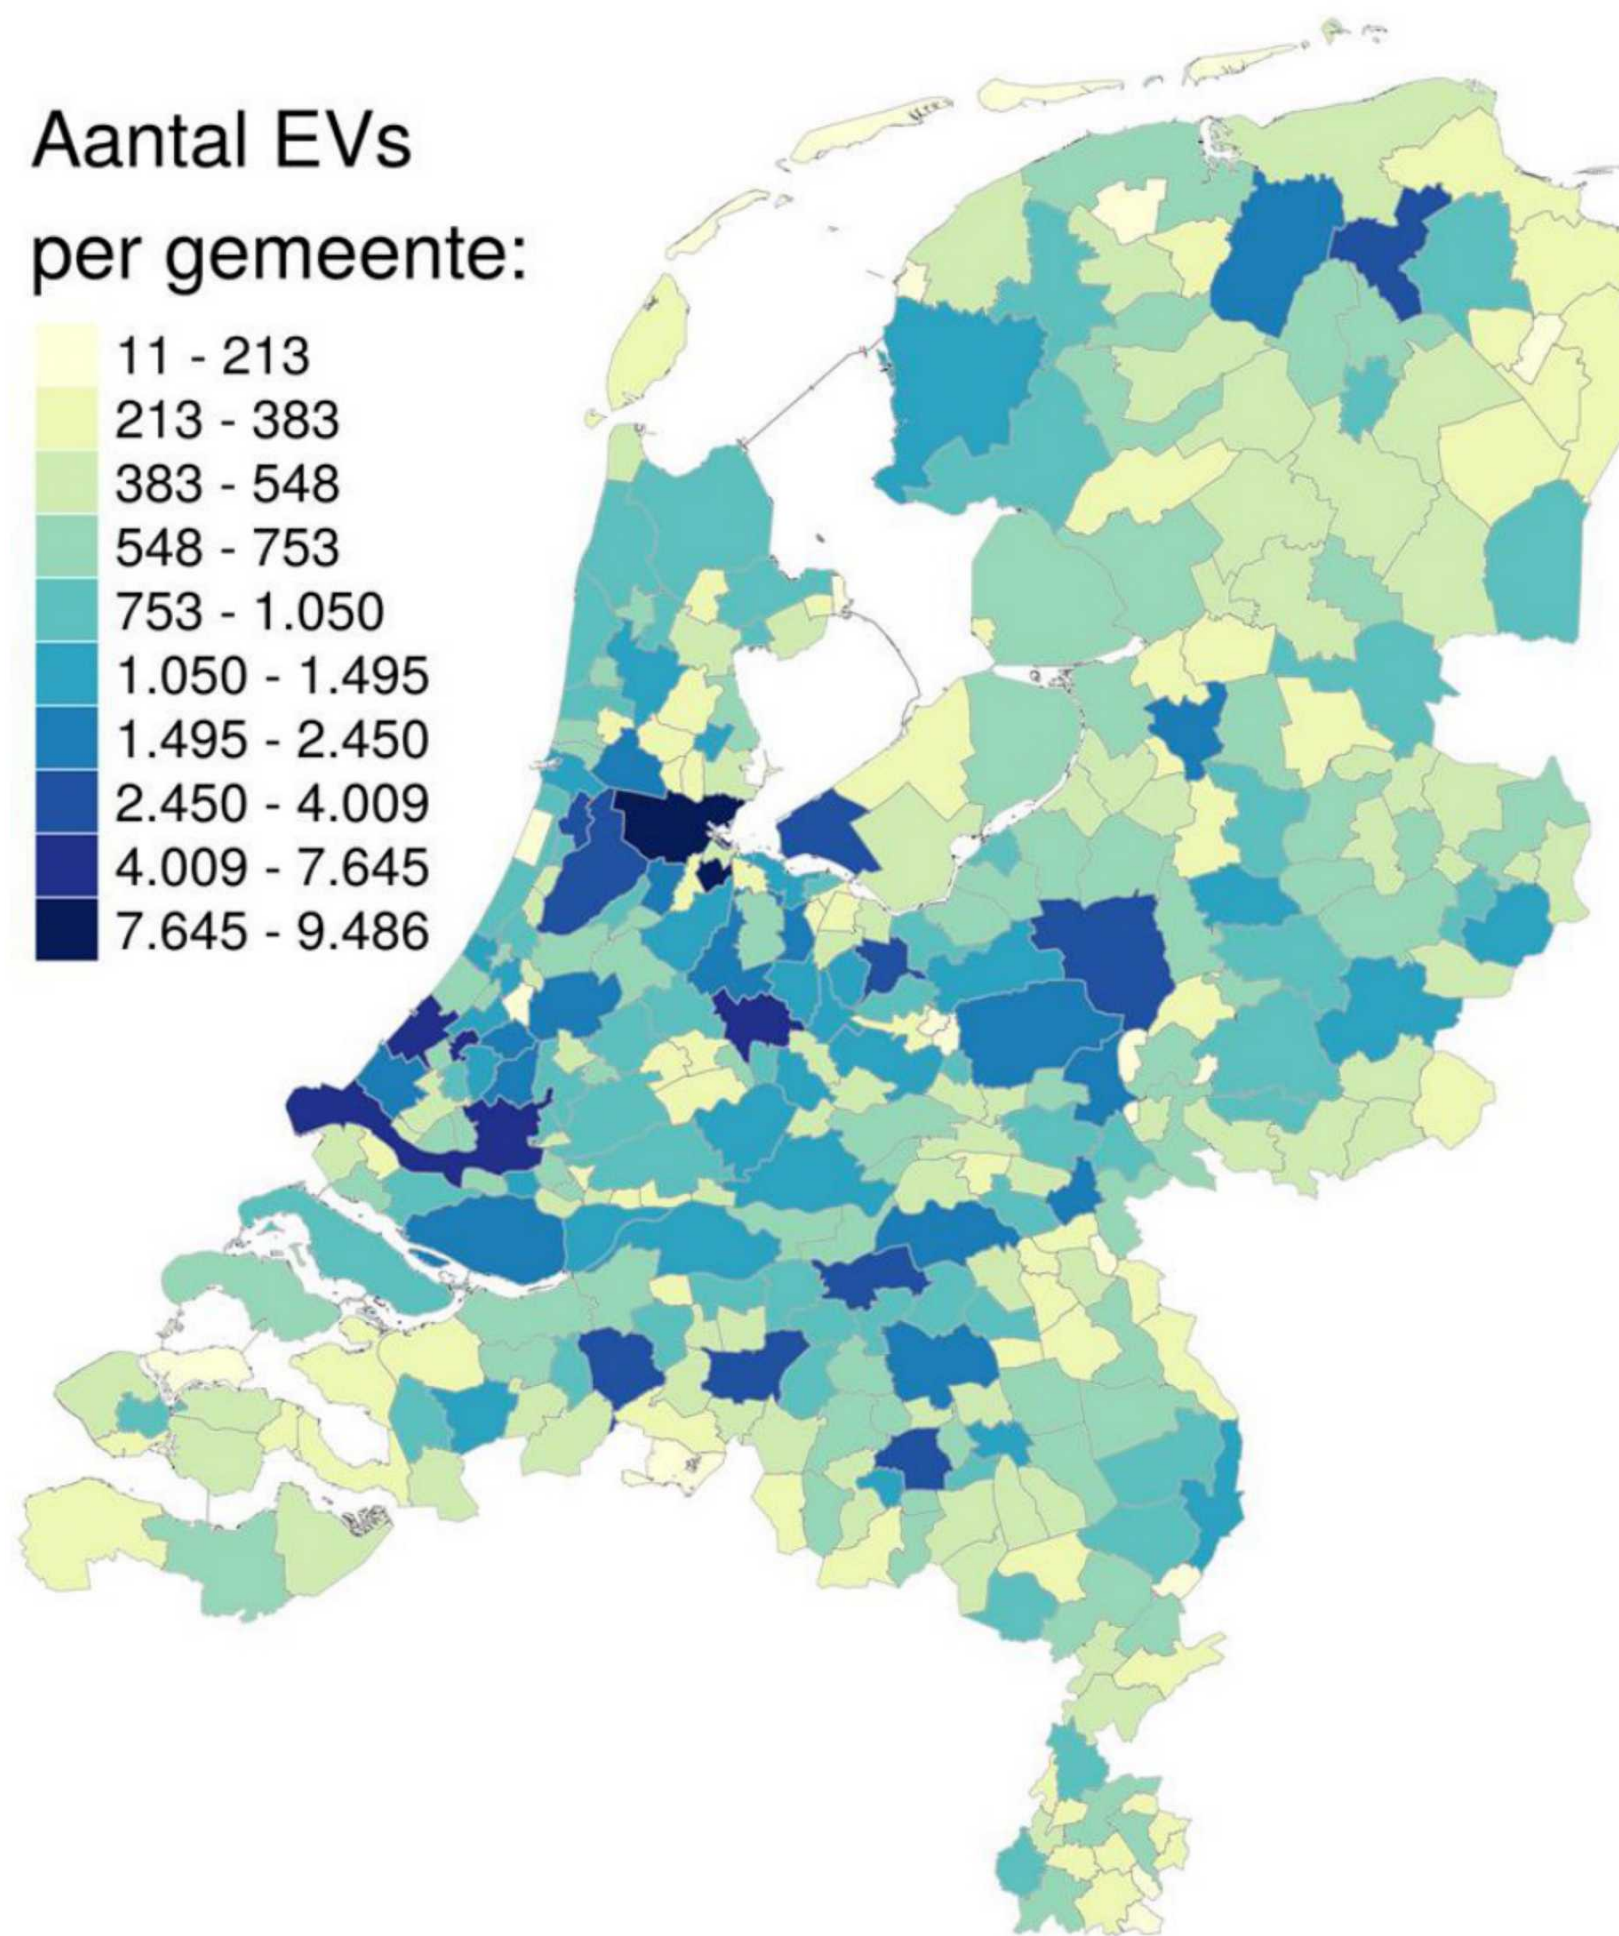 Aantal EVs
per gemeente:
11 - 213
213 - 383
383 - 548
548 - 753
753 - 1.050
1.050 - 1.495
1.495 - 2.450
2.450 - 4.009
4.009 - 7.645
7.645 - 9.486